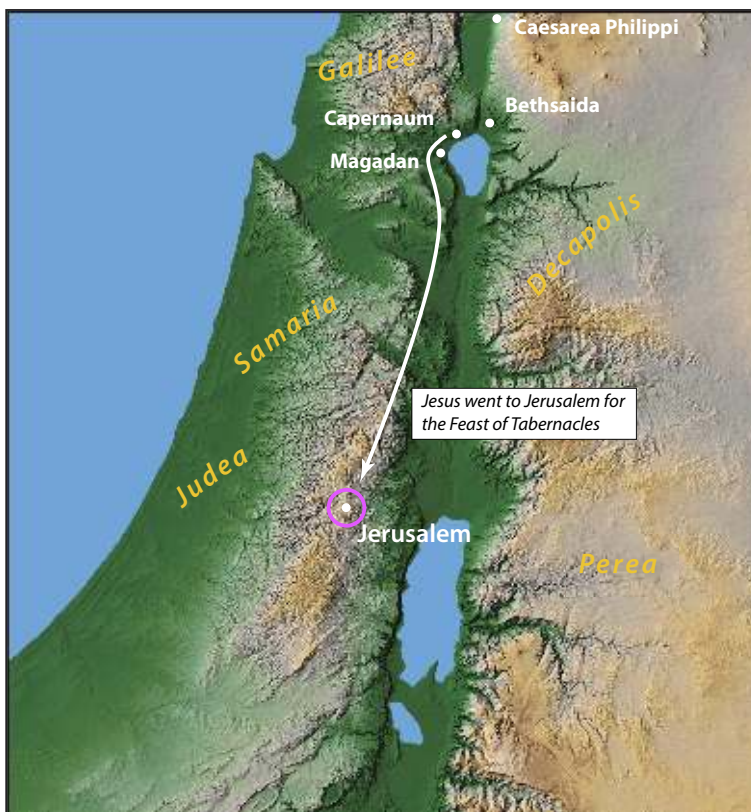 Caesarea Philippi
Galilee
Bethsaida
Capernaum
Magadan
Decapolis
Samaria
Jesus went to Jerusalem for
the Feast of Tabernacles
Judea
Jerusalem
Perea